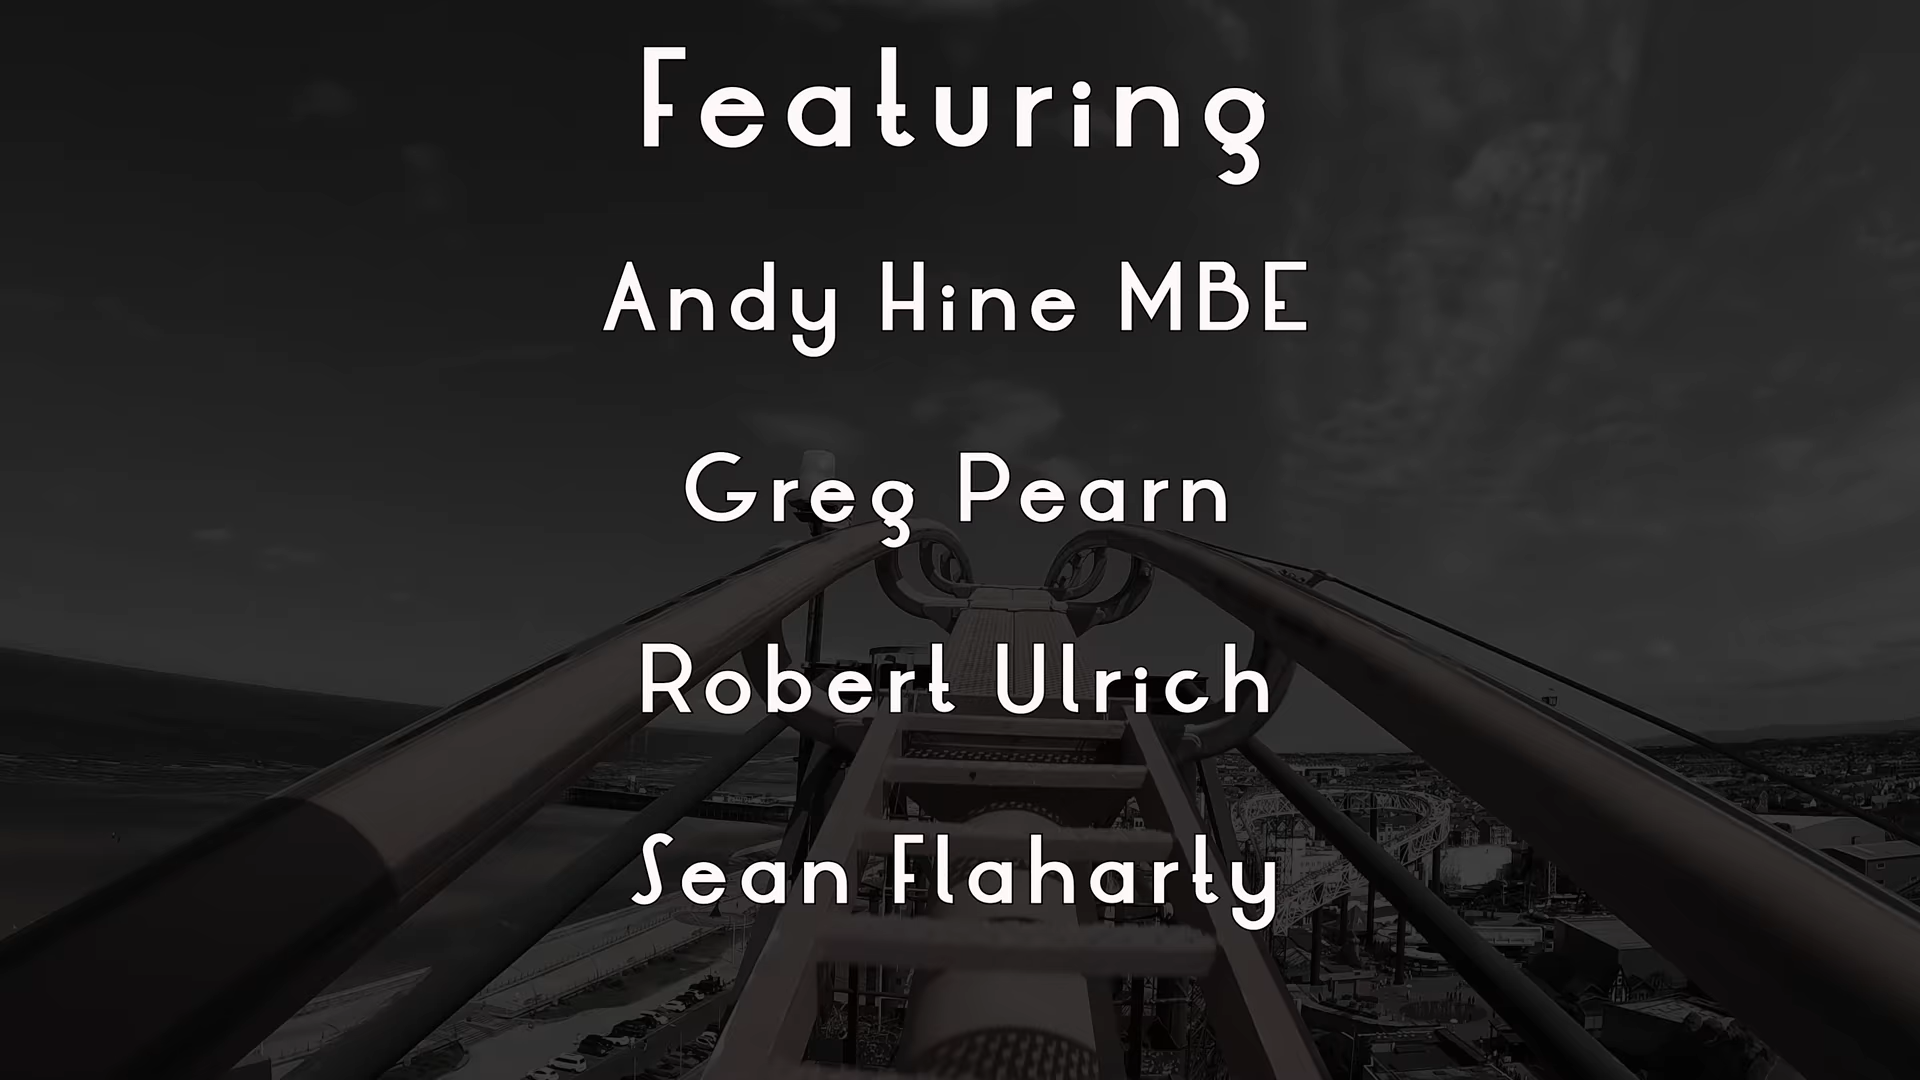 Featuring
Andy Hine MBE
Greg Pearn
Robert Ulrich
Sean Flaharty